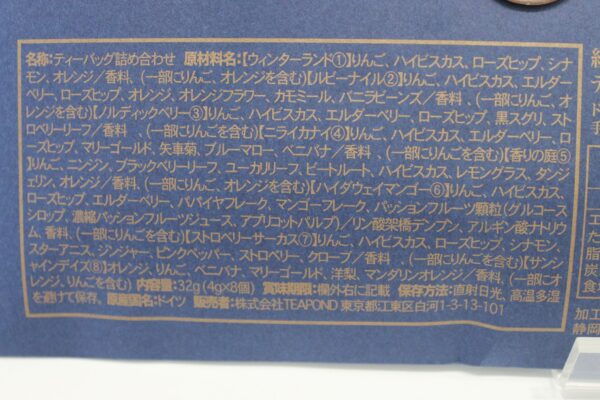 名称:ティーバッグ詰め合わせ 原材料名:【ウィンターランド①】りんご、ハイビスカス、ローズヒップ、シナ
モン、オレンジ／香料、(一部にりんご、オレンジを含む)【ルビーナイル②】りんご、ハイビスカス、エルダー
ベリー、ローズヒップ、オレンジ、オレンジフラワー、カモミール、バニラビーンズ／香料、(一部にりんご、オ
レンジを含む)【ノルディックベリー③】りんご、ハイビスカス、エルダーベリー、ローズヒップ、黒スグリ、スト
ロベリーリーフ／香料、(一部にりんごを含む)【ニライカナイ④】りんご、ハイビスカス、エルダーベリー、ロ
ーズヒップ、マリーゴールド、矢車菊、ブルーマロー、ベニバナ／香料、(一部にりんごを含む)【香りの庭⑤
】りんご、ニンジン、ブラックベリーリーフ、ユーカリリーフ、ビートルート、ハイビスカス、レモングラス、タンジ
ェリン、オレンジ／香料、(一部にりんご、オレンジを含む)【ハイダウェイマンゴー⑥】りんご、ハイビスカス、
ローズヒップ、エルダーベリー、パパイヤフレーク、マンゴーフレーク、パッションフルーツ顆粒(グルコース
シロップ、濃縮パッションフルーツジュース、アプリコットパルプ)／リン酸架橋デンプン、アルギン酸ナトリウ
ム、香料、(一部にりんごを含む)【ストロベリーサーカス⑦】りんご、ハイビスカス、ローズヒップ、シナモン、
スターアニス、ジンジャー、ピンクペッパー、ストロベリー、クローブ／香料、(一部にりんごを含む)【サンシ
ャインデイズ⑧】オレンジ、りんご、ベニバナ、マリーゴールド、洋梨、マンダリンオレンジ／香料、(一部にオ
レンジ、りんごを含む) 内容量:32g(4g×8個) 賞味期限:欄外右に記載 保存方法:直射日光、高温多湿
を避けて保存。 原産国名:ドイツ 販売者:株式会社TEAPOND 東京都江東区白河1-3-13-101
加工
静岡